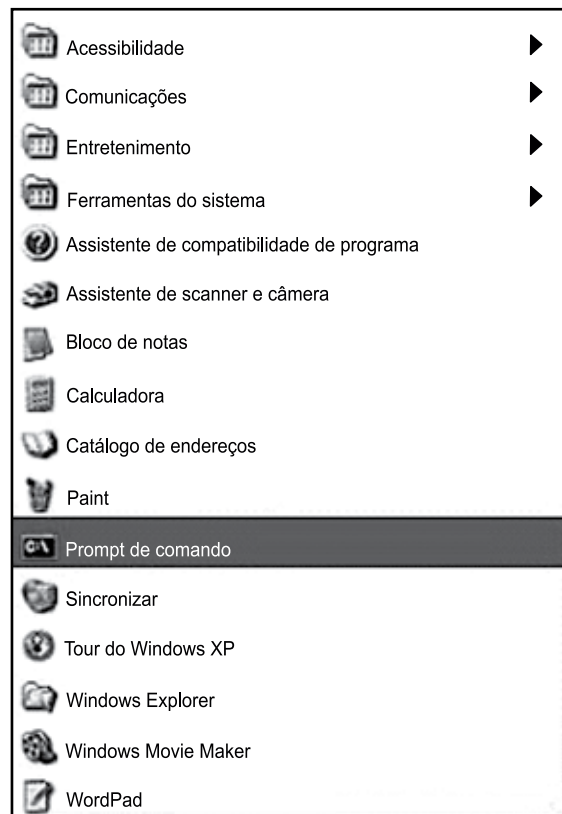 Acessibilidade
Comunicações
Entretenimento
Ferramentas do sistema
Assistente de compatibilidade de programa
Assistente de scanner e câmera
Bloco de notas
Calculadora
Catálogo de endereços
Paint
C:\ Prompt de comando
Sincronizar
Tour do Windows XP
Windows Explorer
Windows Movie Maker
WordPad